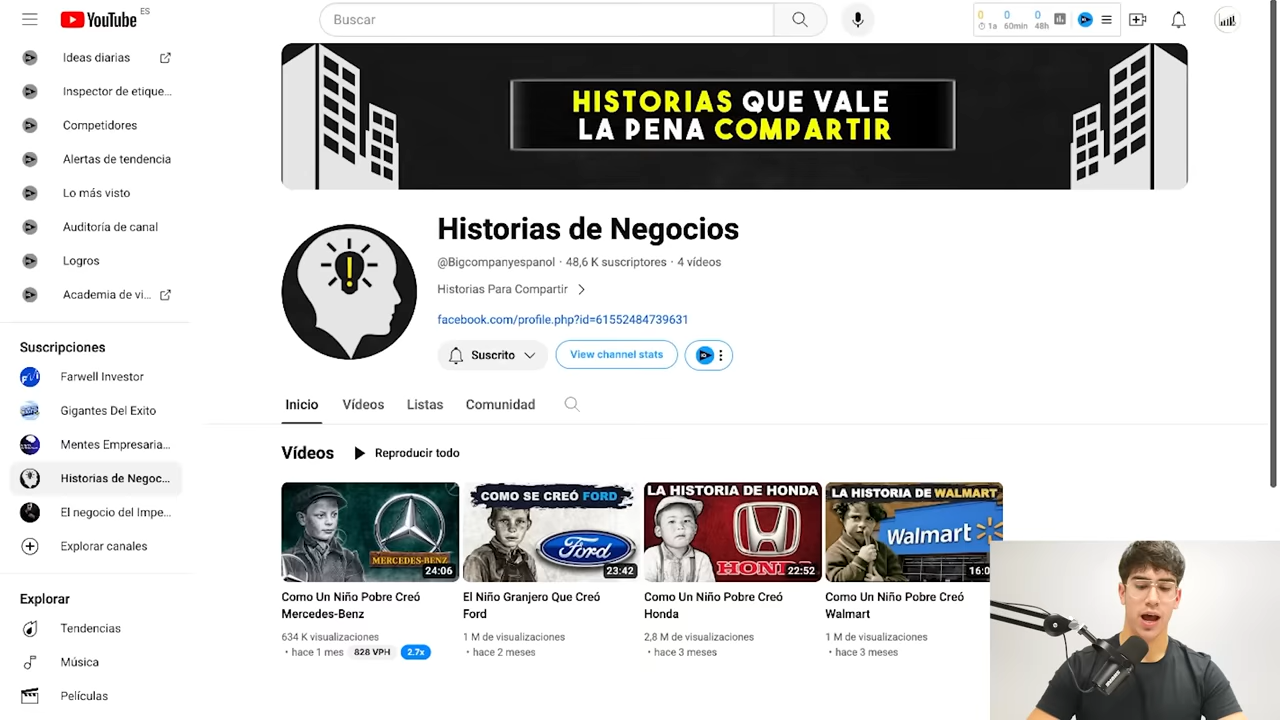 YouTube ES
Buscar
0 0 0
1a 60min 48h
Ideas diarias
Inspector de etique...
Competidores
Alertas de tendencia
Lo más visto
Auditoría de canal
Logros
Academia de vi...
Suscripciones
Farwell Investor
Gigantes Del Exito
Mentes Empresaria...
Historias de Negoc...
El negocio del Impe...
Explorar canales
Explorar
Tendencias
Música
Películas
HISTORIAS QUE VALE
LA PENA COMPARTIR
Historias de Negocios
@Bigcompanyespanol · 48,6 K suscriptores · 4 vídeos
Historias Para Compartir
facebook.com/profile.php?id=61552484739631
Suscrito
View channel stats
Inicio Vídeos Listas Comunidad
Vídeos Reproducir todo
MERCEDES-BENZ
24:06
Como Un Niño Pobre Creó
Mercedes-Benz
634 K visualizaciones
· hace 1 mes 828 VPH 2.7x
COMO SE CREÓ FORD
Ford
23:42
El Niño Granjero Que Creó
Ford
1 M de visualizaciones
· hace 2 meses
LA HISTORIA DE HONDA
22:52
Como Un Niño Pobre Creó
Honda
2,8 M de visualizaciones
· hace 3 meses
LA HISTORIA DE WALMART
Walmart
Como Un Niño Pobre Creó
Walmart
1 M de visualizaciones
· hace 3 meses